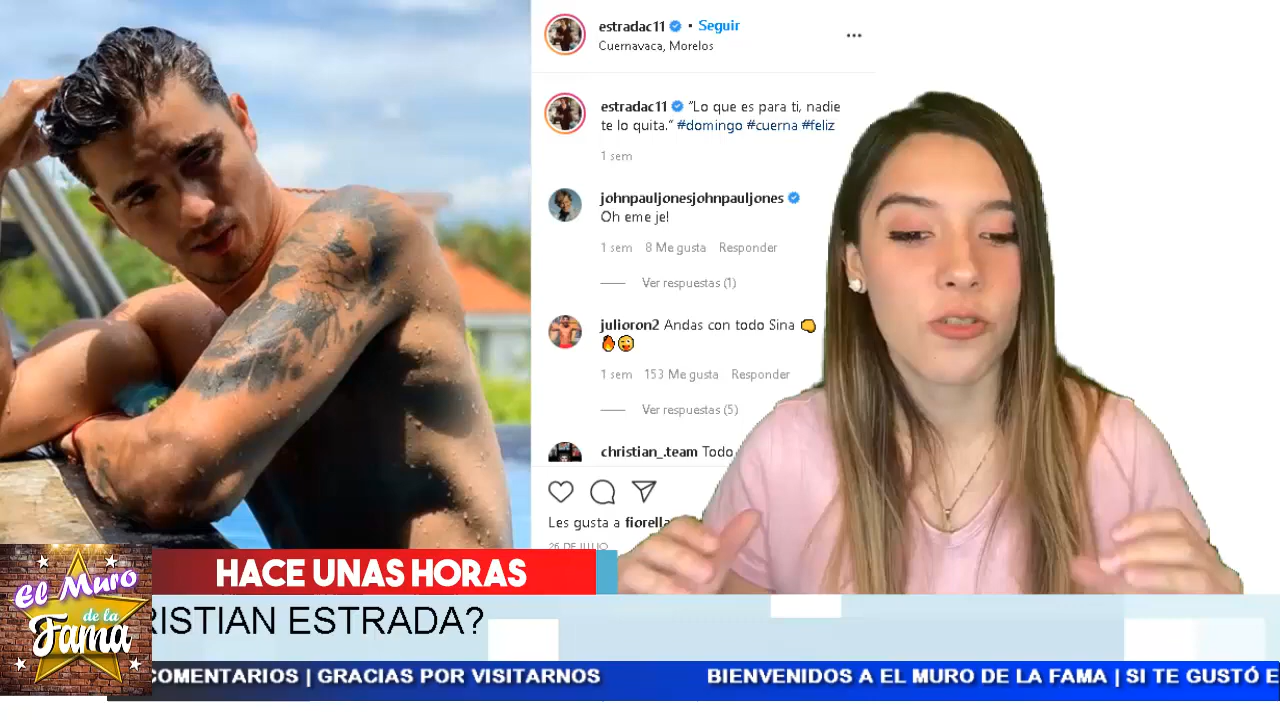 estradac11 • Seguir
Cuernavaca, Morelos
estradac11 "Lo que es para ti, nadie
te lo quita." #domingo #cuerna #feliz
1 sem
johnpauljonesjohnpauljones
Oh eme je!
1 sem 8 Me gusta Responder
Ver respuestas (1)
julioron2 Andas con todo Sina
1 sem 153 Me gusta Responder
Ver respuestas (5)
christian_.team Todo
Les gusta a fiorella
26 DE JULIO
HACE UNAS HORAS
El Muro
de la
Fama
RISTIAN ESTRADA?
COMENTARIOS | GRACIAS POR VISITARNOS
BIENVENIDOS A EL MURO DE LA FAMA | SI TE GUSTÓ E